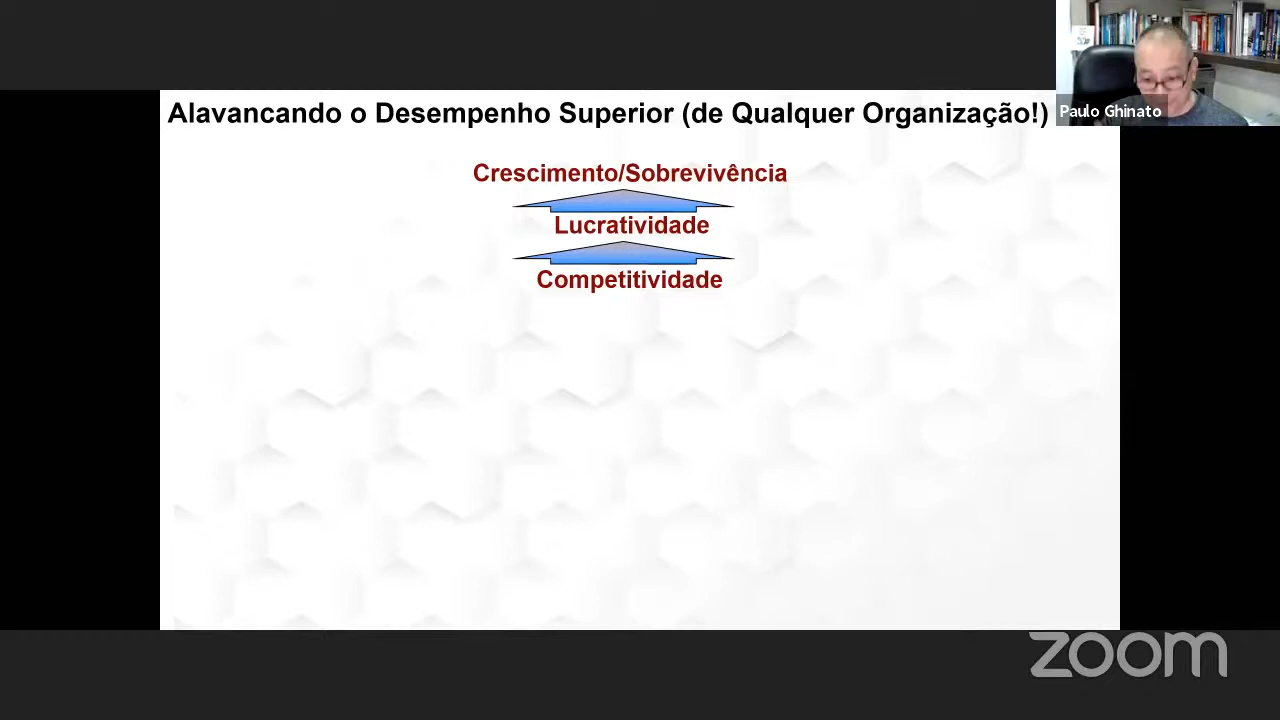 Alavancando o Desempenho Superior (de Qualquer Organização!)
Paulo Ghinato
Crescimento/Sobrevivência
Lucratividade
Competitividade
zoom